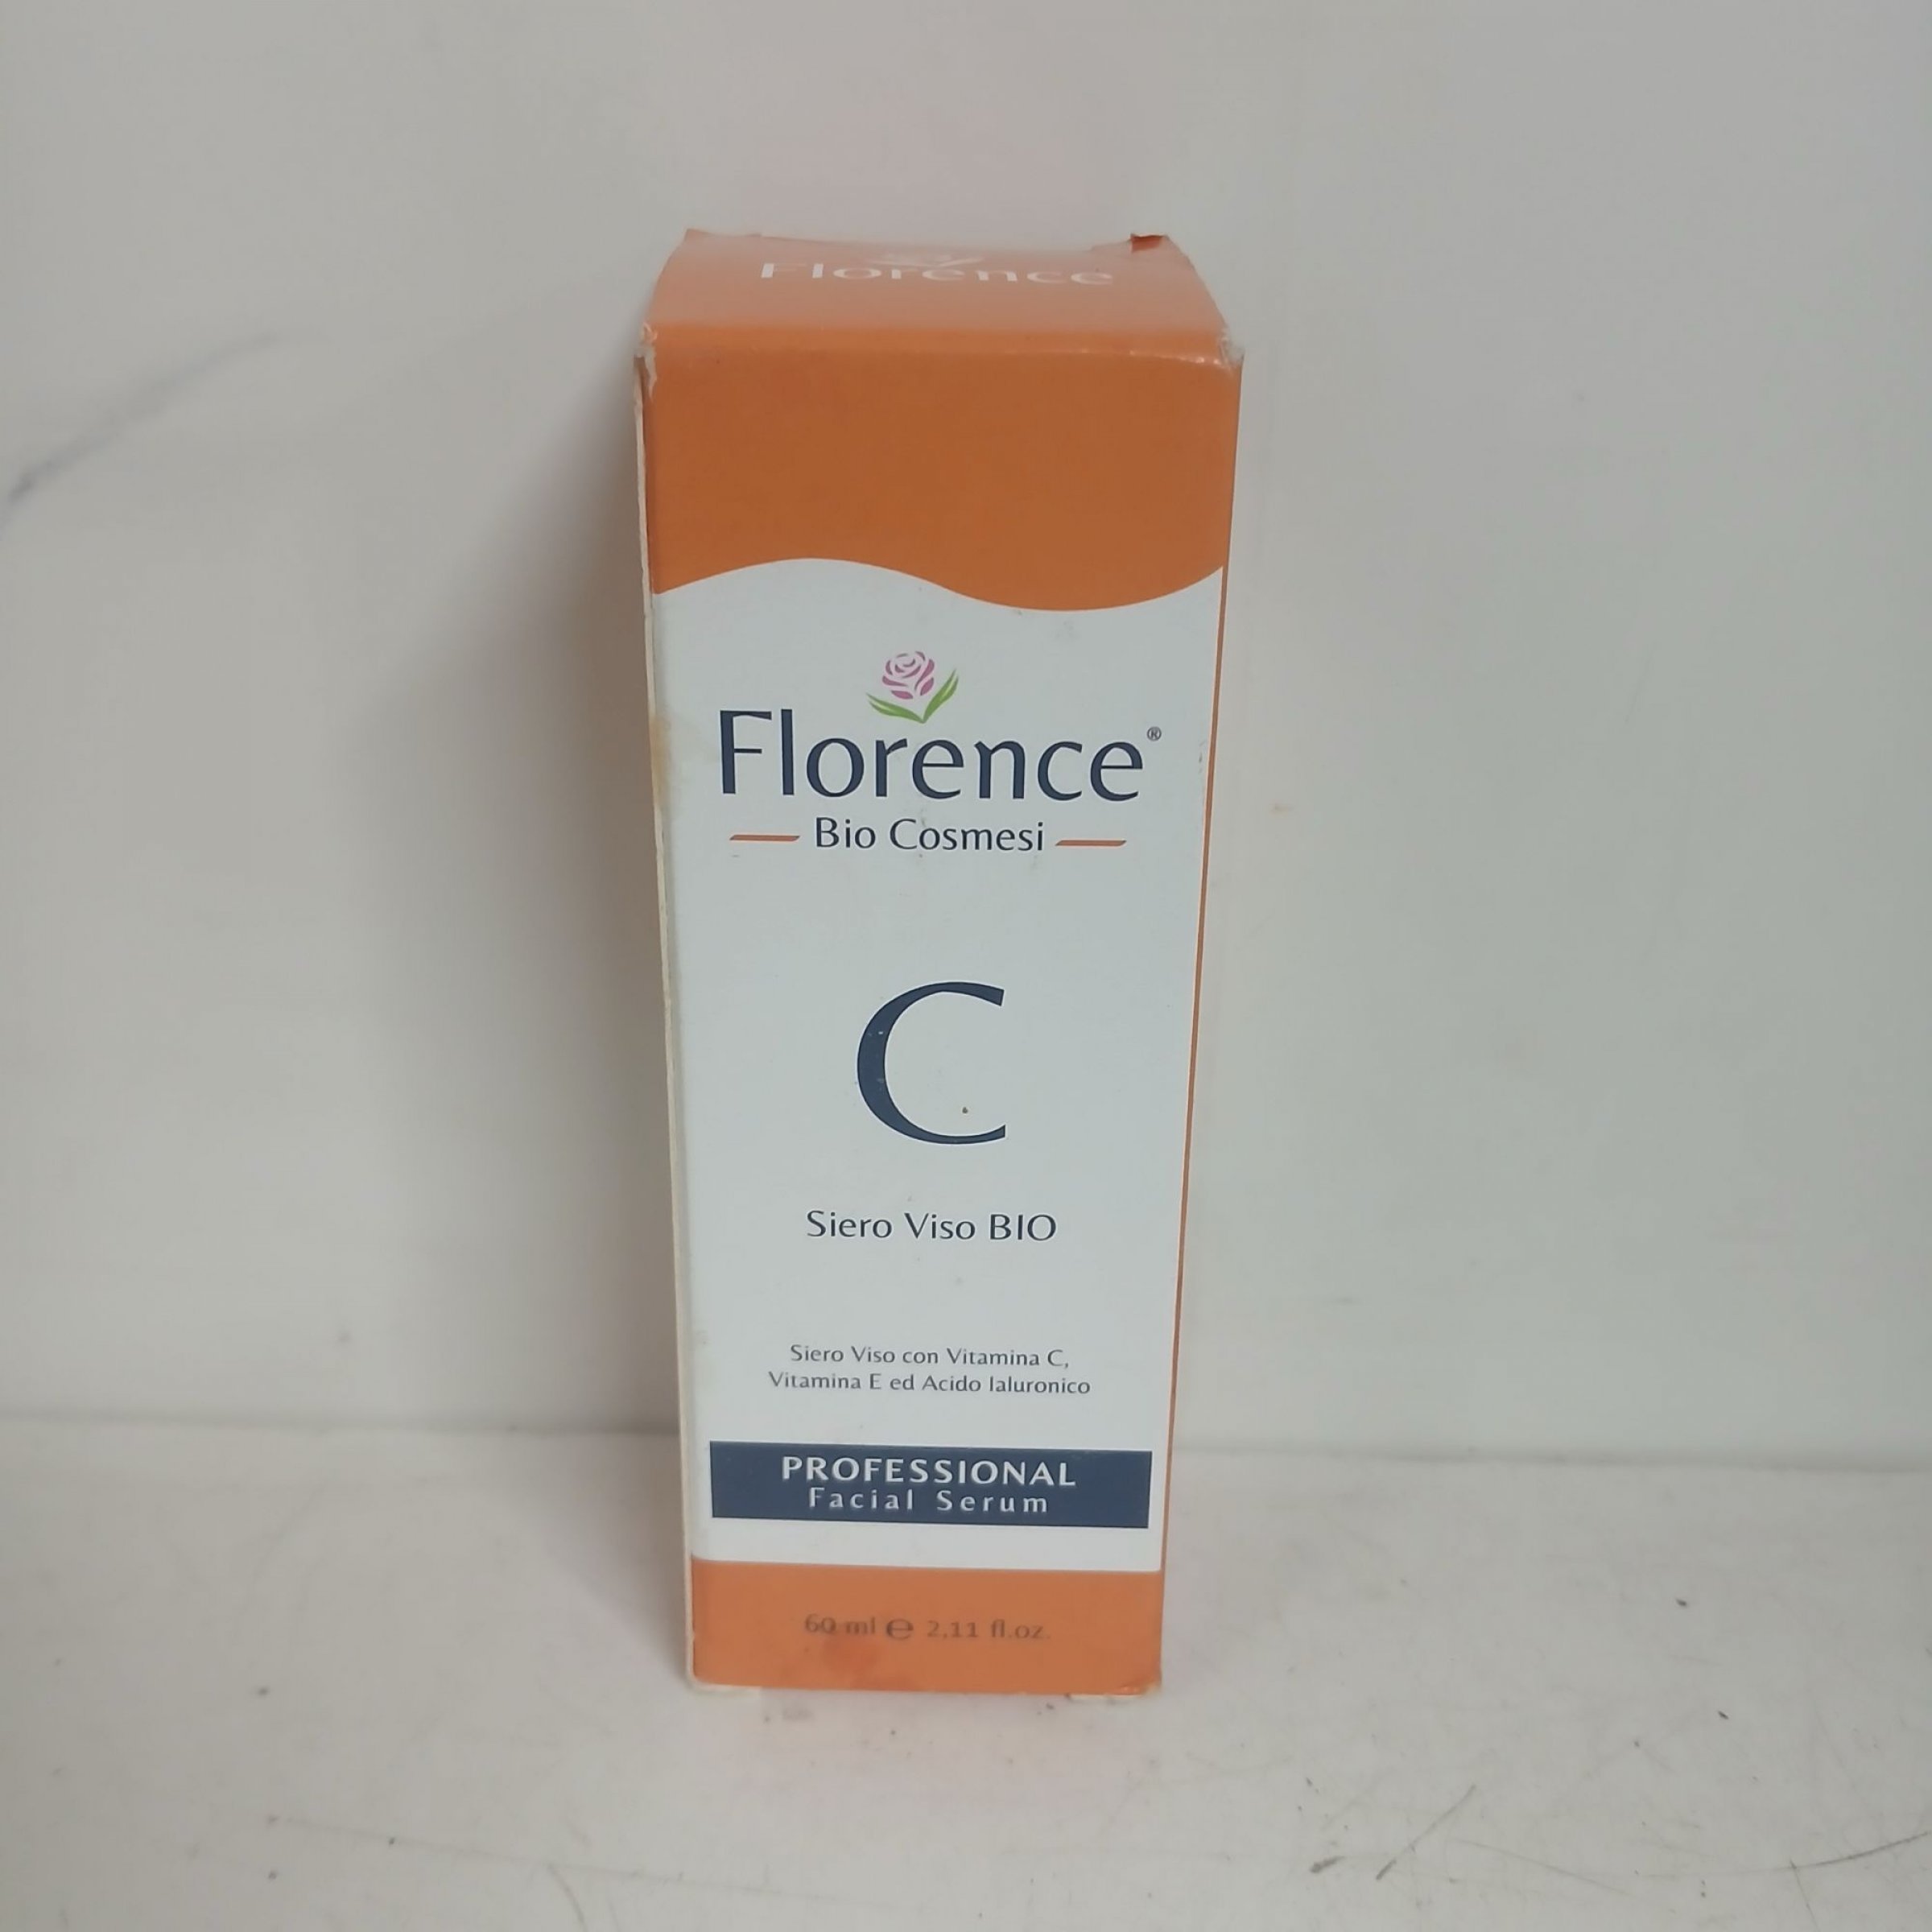 Florence
Florence®
Bio Cosmesi
C
Siero Viso BIO
Siero Viso con Vitamina C,
Vitamina E ed Acido Ialuronico
PROFESSIONAL
Facial Serum
60 ml ℮ 2,11 fl.oz.